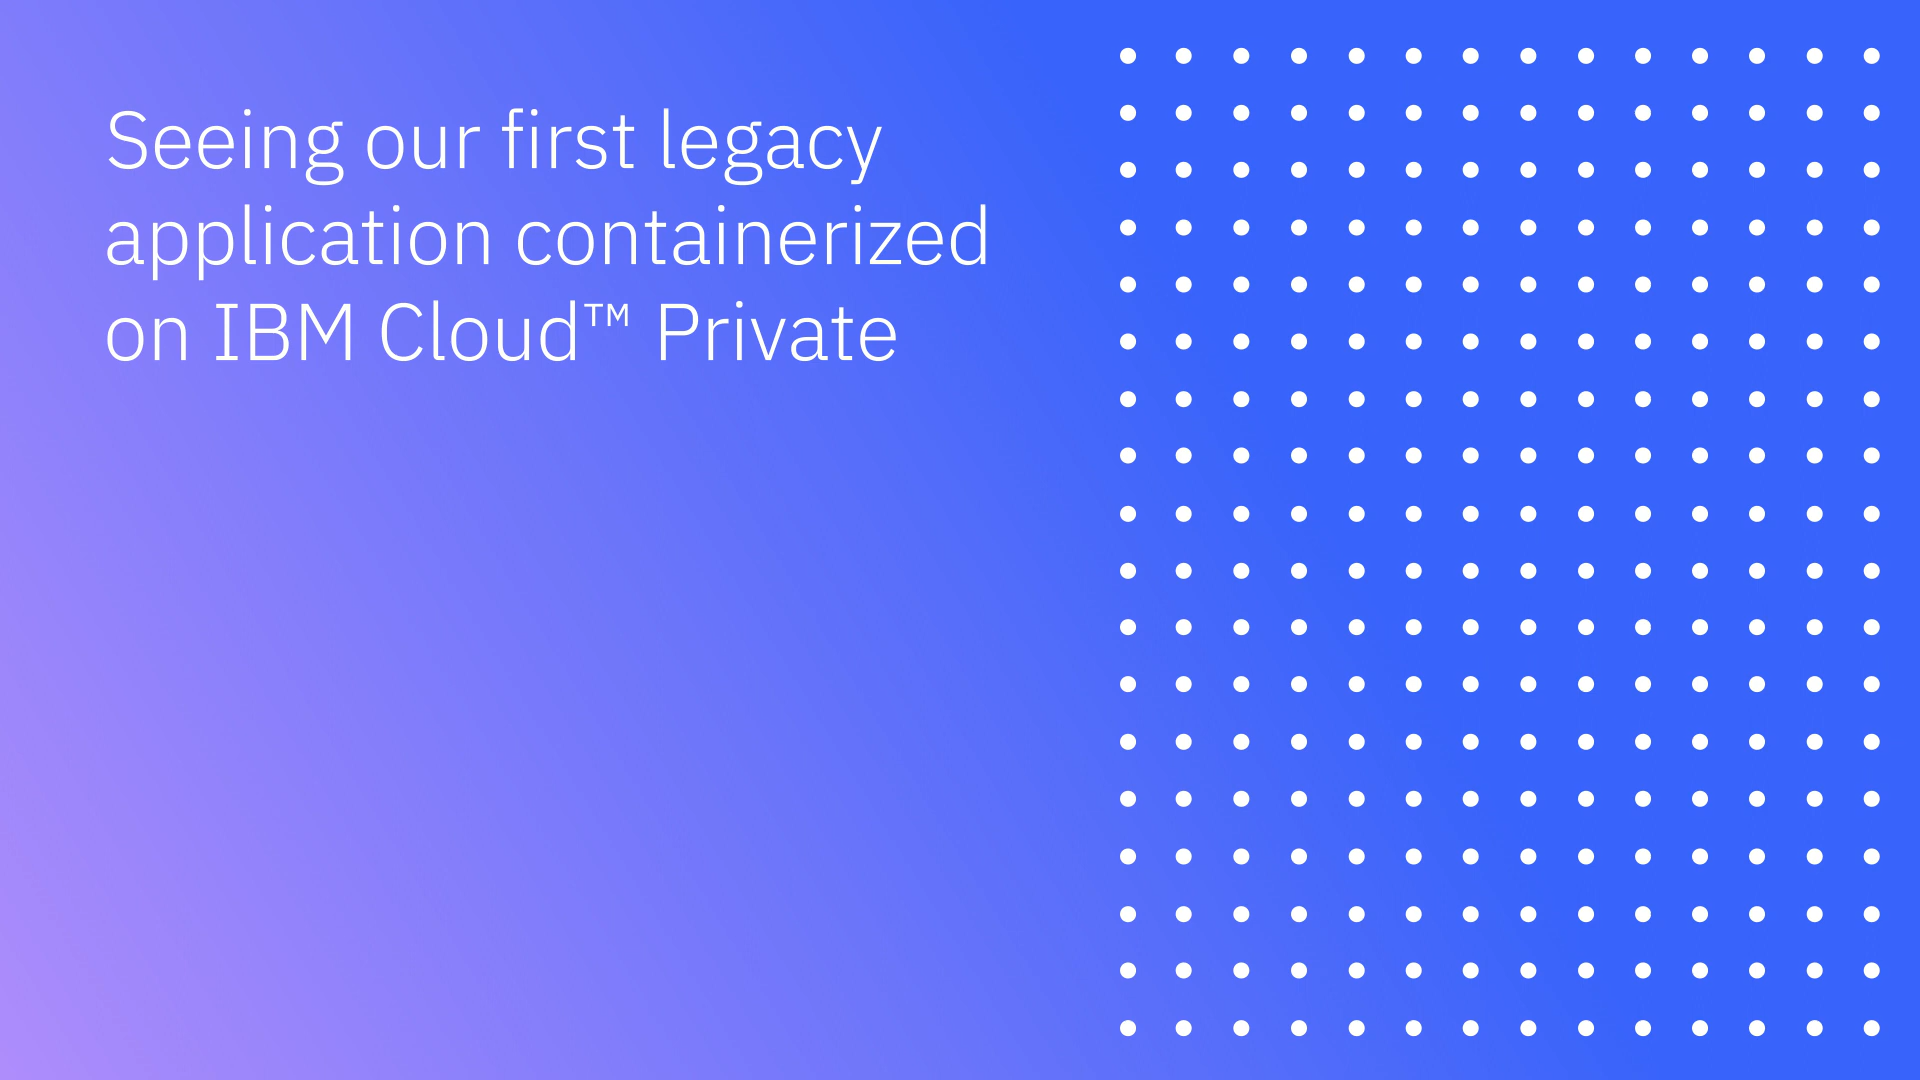 Seeing our first legacy
application containerized
on IBM Cloud™ Private